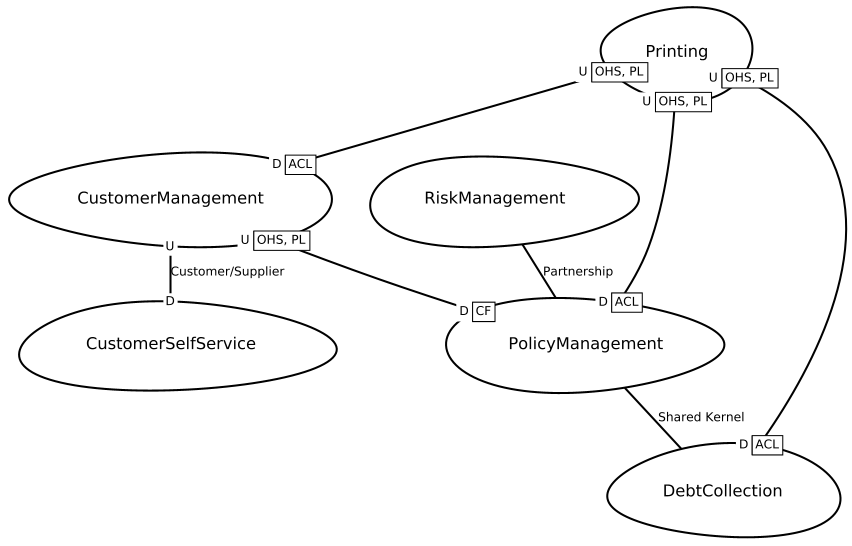 Printing
U OHS, PL
U OHS, PL
U OHS, PL
D ACL
CustomerManagement
RiskManagement
U OHS, PL
U
Customer/Supplier
Partnership
D
D CF
D ACL
CustomerSelfService
PolicyManagement
Shared Kernel
D ACL
DebtCollection